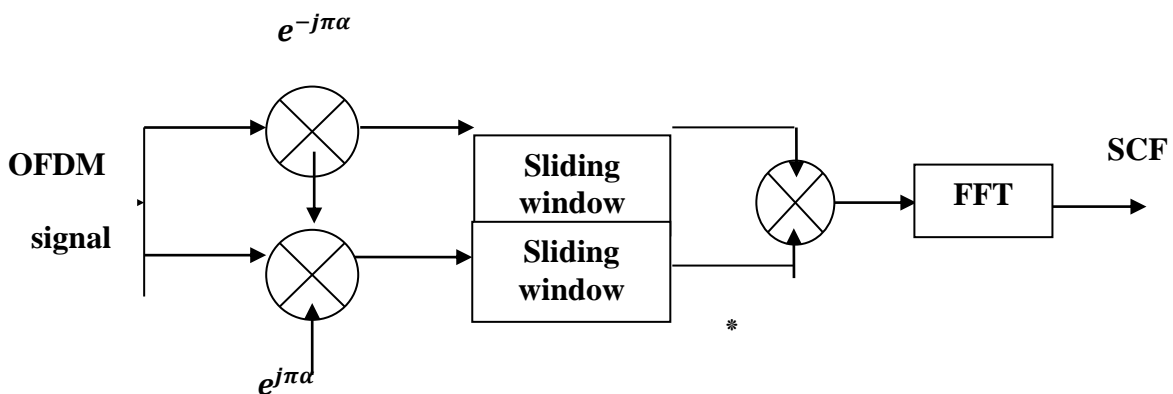 e^{-jπα}
OFDM
signal
Sliding
window
Sliding
window
*
e^{jπα}
FFT
SCF